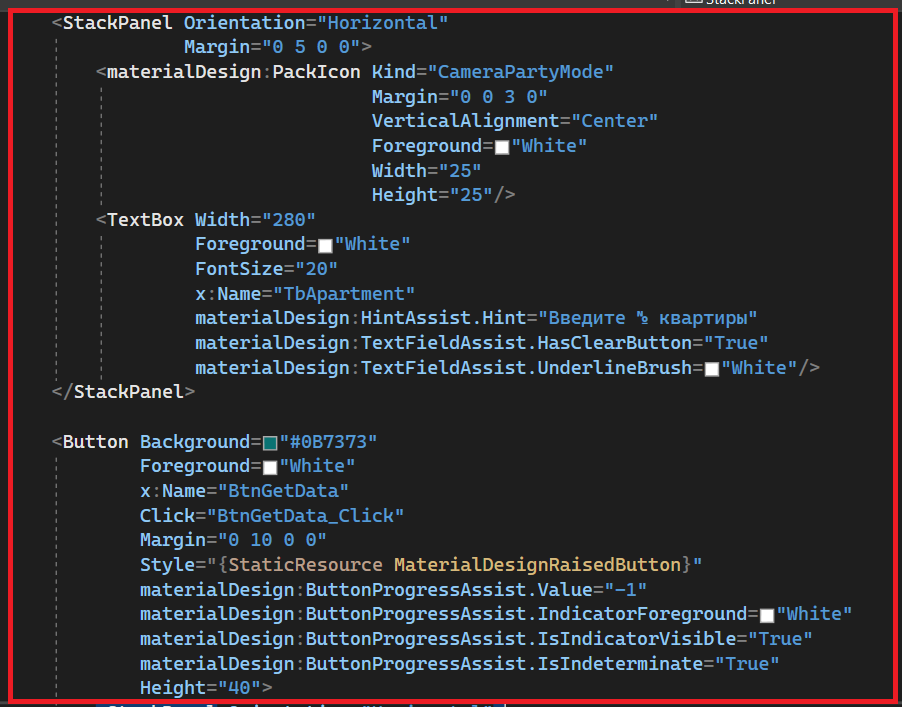 StackPanel
<StackPanel Orientation="Horizontal"
Margin="0 5 0 0">
<materialDesign:PackIcon Kind="CameraPartyMode"
Margin="0 0 3 0"
VerticalAlignment="Center"
Foreground="White"
Width="25"
Height="25"/>
<TextBox Width="280"
Foreground="White"
FontSize="20"
x:Name="TbApartment"
materialDesign:HintAssist.Hint="Введите № квартиры"
materialDesign:TextFieldAssist.HasClearButton="True"
materialDesign:TextFieldAssist.UnderlineBrush="White"/>
</StackPanel>
<Button Background="#0B7373"
Foreground="White"
x:Name="BtnGetData"
Click="BtnGetData_Click"
Margin="0 10 0 0"
Style="{StaticResource MaterialDesignRaisedButton}"
materialDesign:ButtonProgressAssist.Value="-1"
materialDesign:ButtonProgressAssist.IndicatorForeground="White"
materialDesign:ButtonProgressAssist.IsIndicatorVisible="True"
materialDesign:ButtonProgressAssist.IsIndeterminate="True"
Height="40">